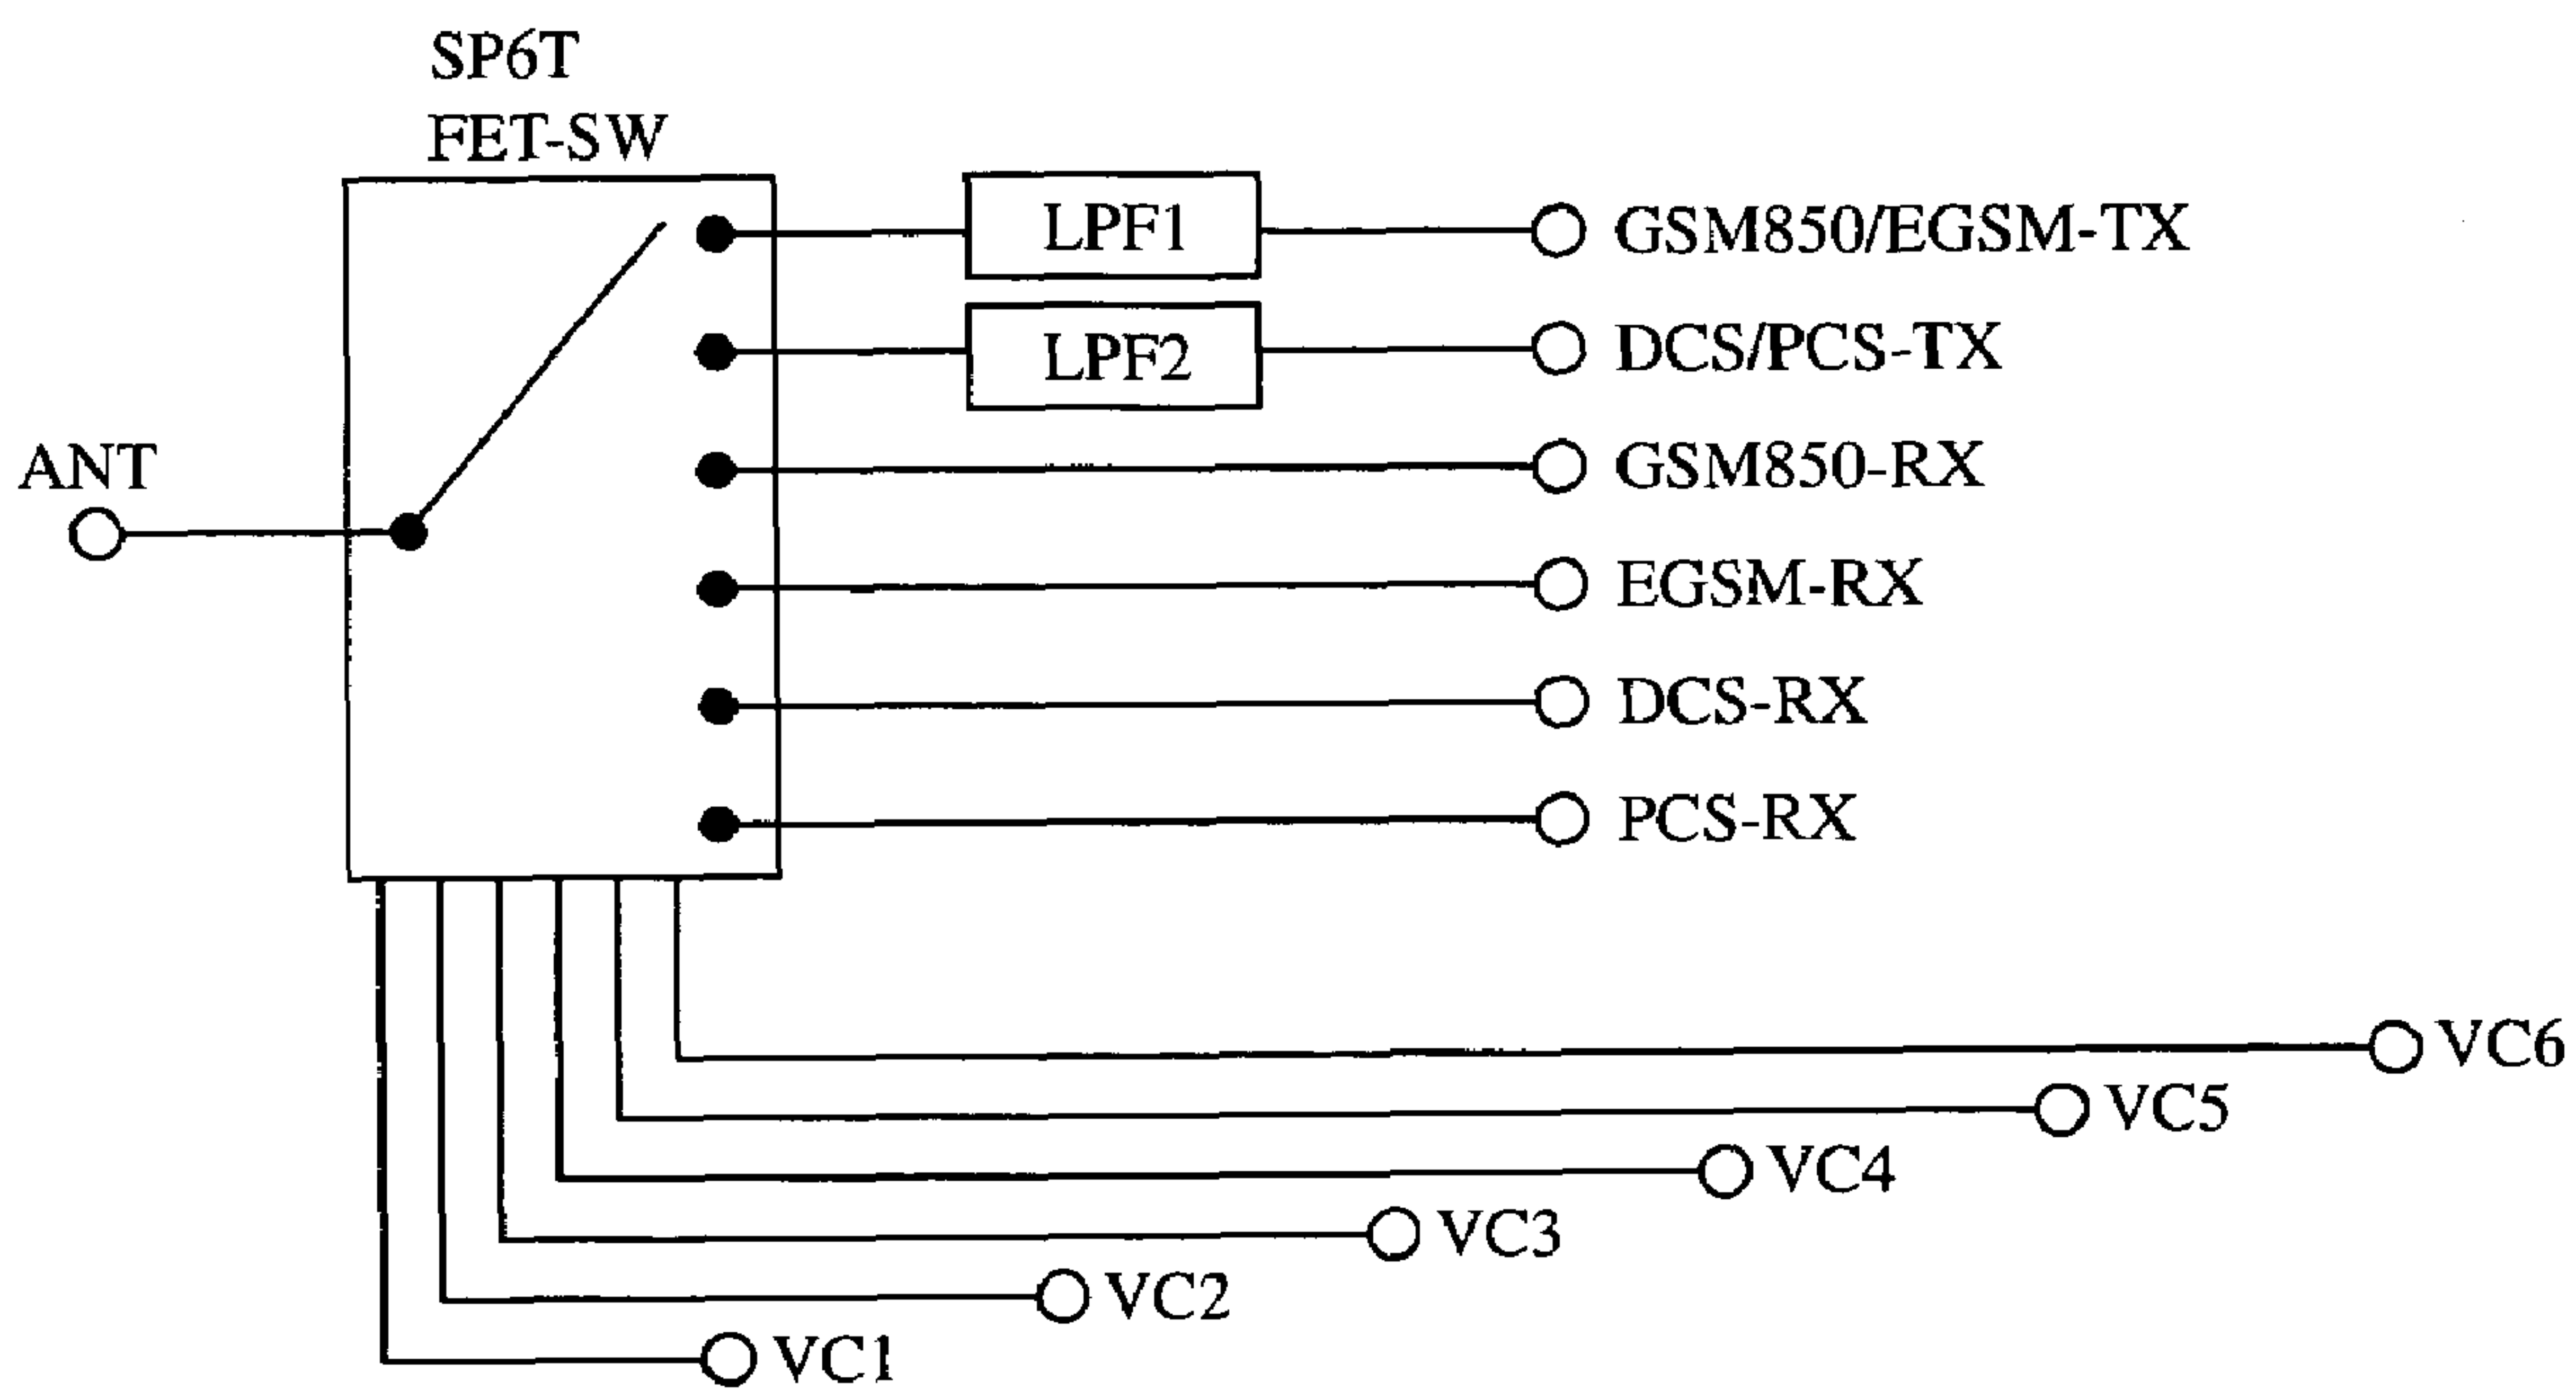 SP6T
FET-SW
LPF1
GSM850/EGSM-TX
LPF2
DCS/PCS-TX
ANT
GSM850-RX
EGSM-RX
DCS-RX
PCS-RX
VC6
VC5
VC4
VC3
VC2
VC1